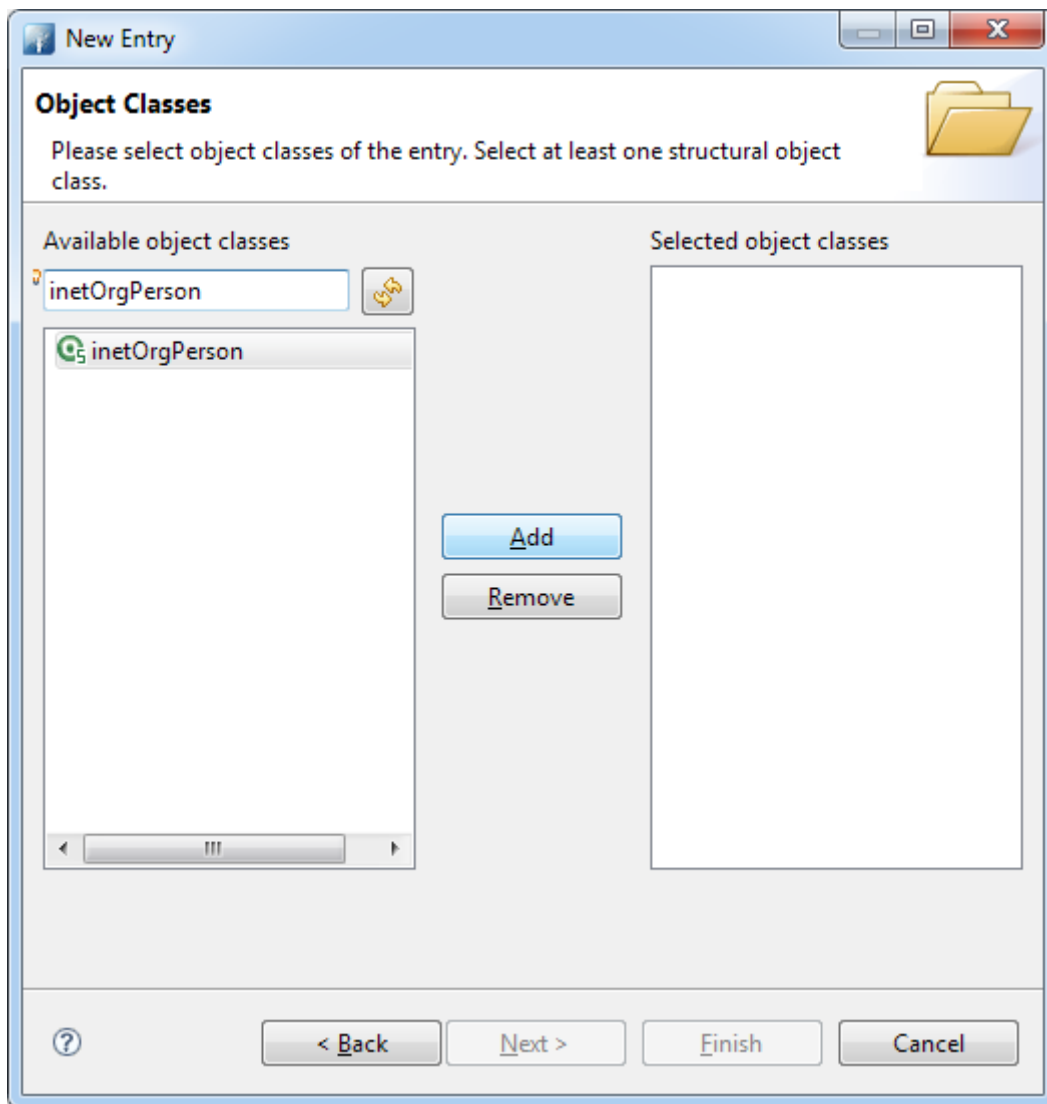 New Entry
Object Classes
Please select object classes of the entry. Select at least one structural object
class.
Available object classes
Selected object classes
inetOrgPerson
inetOrgPerson
Add
Remove
< Back
Next >
Finish
Cancel